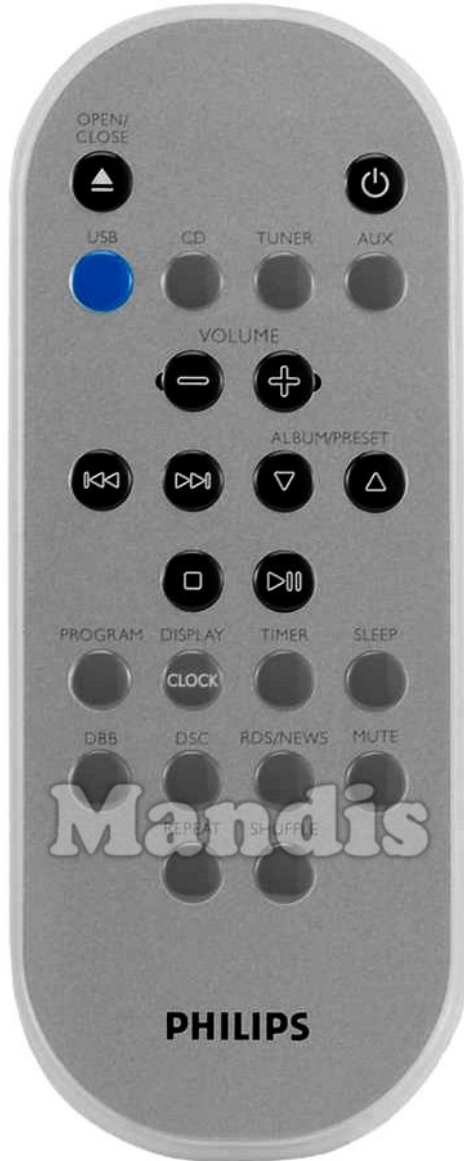 OPEN/
CLOSE
USB CD TUNER AUX
VOLUME
ALBUM/PRESET
PROGRAM DISPLAY TIMER SLEEP
CLOCK
DBB DSC RDS/NEWS MUTE
Mandis
REPEAT SHUFFLE
PHILIPS